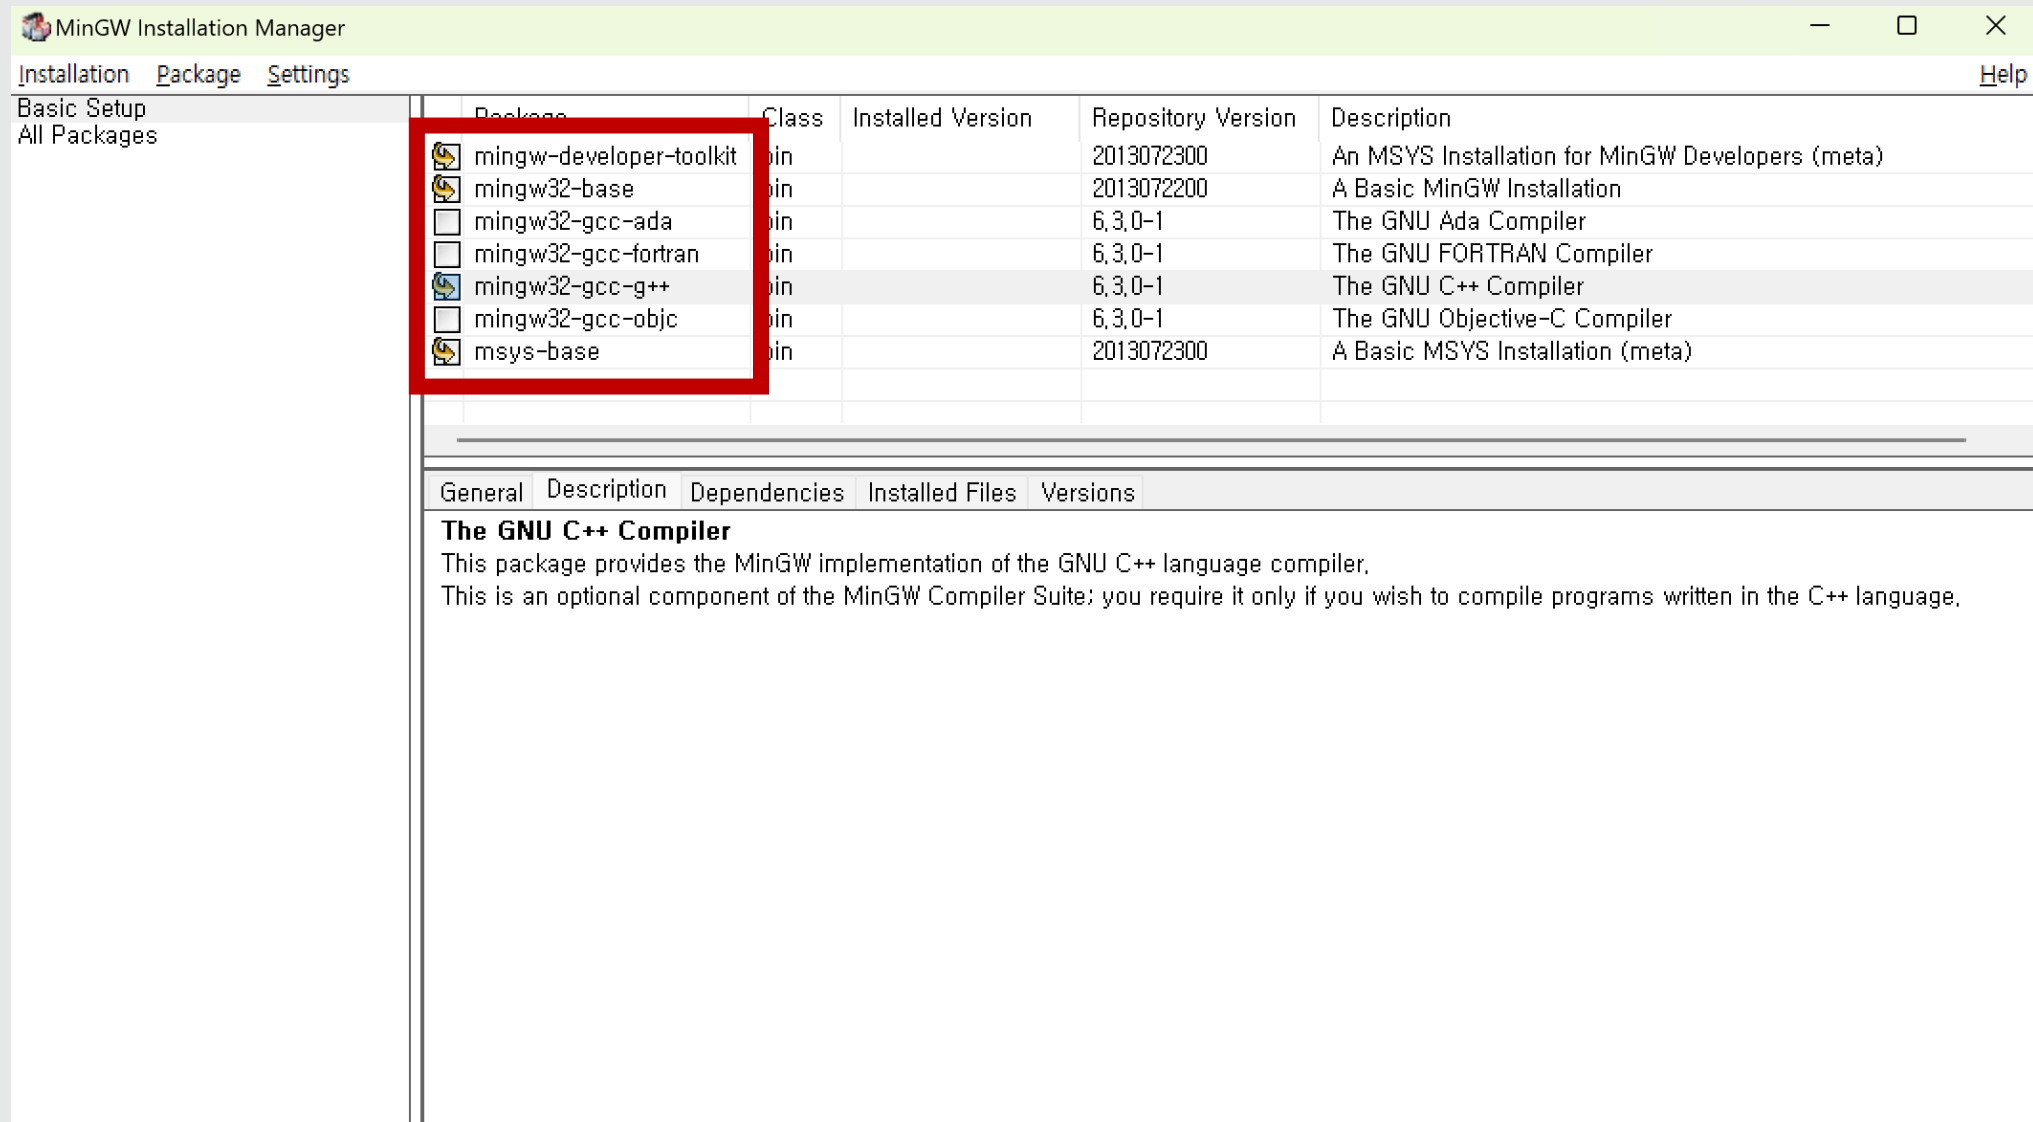 MinGW Installation Manager
Installation Package Settings Help
Basic Setup
All Packages
Package Class Installed Version Repository Version Description
mingw-developer-toolkit bin 2013072300 An MSYS Installation for MinGW Developers (meta)
mingw32-base bin 2013072200 A Basic MinGW Installation
mingw32-gcc-ada bin 6.3.0-1 The GNU Ada Compiler
mingw32-gcc-fortran bin 6.3.0-1 The GNU FORTRAN Compiler
mingw32-gcc-g++ bin 6.3.0-1 The GNU C++ Compiler
mingw32-gcc-objc bin 6.3.0-1 The GNU Objective-C Compiler
msys-base bin 2013072300 A Basic MSYS Installation (meta)
General Description Dependencies Installed Files Versions
The GNU C++ Compiler
This package provides the MinGW implementation of the GNU C++ language compiler.
This is an optional component of the MinGW Compiler Suite; you require it only if you wish to compile programs written in the C++ language.